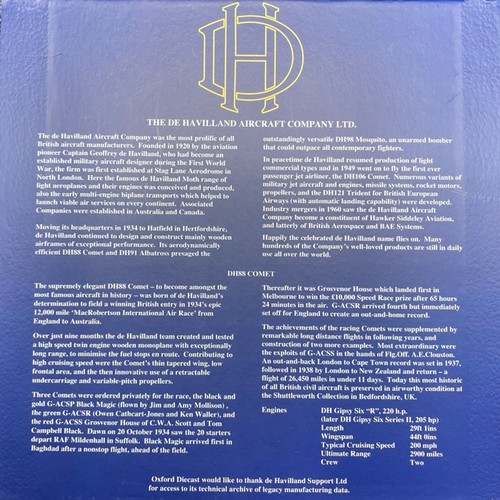 DH
THE DE HAVILLAND AIRCRAFT COMPANY LTD.
The de Havilland Aircraft Company was the most prolific of all
British aircraft manufacturers. Founded in 1920 by the aviation
pioneer Captain Geoffrey de Havilland, who had become an
established military aircraft designer during the First World
War, the firm was first established at Stag Lane Aerodrome in
North London. Here the famous de Havilland Moth range of
light aeroplanes and their engines was conceived and produced,
also the early multi-engine biplane transports which helped to
launch viable air services on every continent. Associated
Companies were established in Australia and Canada.
Moving its headquarters in 1934 to Hatfield in Hertfordshire,
de Havilland continued to design and construct mainly wooden
airframes of exceptional performance. Its aerodynamically
efficient DH88 Comet and DH91 Albatross presaged the
outstandingly versatile DH98 Mosquito, an unarmed bomber
that could outpace all contemporary fighters.
In peacetime de Havilland resumed production of light
commercial types and in 1949 went on to fly the first ever
passenger jet airliner, the DH106 Comet. Numerous variants of
military jet aircraft and engines, missile systems, rocket motors,
propellers, and the DH121 Trident for British European
Airways (with automatic landing capability) were developed.
Industry mergers in 1960 saw the de Havilland Aircraft
Company become a constituent of Hawker Siddeley Aviation,
and latterly of British Aerospace and BAE Systems.
Happily the celebrated de Havilland name flies on. Many
hundreds of the Company's well-loved products are still in daily
use all over the world.
DH88 COMET
The supremely elegant DH88 Comet – to become amongst the
most famous aircraft in history – was born of de Havilland's
determination to field a winning British entry in 1934's epic
12,000 mile 'MacRobertson International Air Race' from
England to Australia.
Over just nine months the de Havilland team created and tested
a high speed twin engine wooden monoplane with exceptionally
long range, to minimise the fuel stops en route. Contributing to
high cruising speed were the Comet's thin tapered wing, low
frontal area, and the then innovative use of a retractable
undercarriage and variable-pitch propellers.
Three Comets were ordered privately for the race, the black and
gold G-ACSP Black Magic (flown by Jim and Amy Mollison) ,
the green G-ACSR (Owen Cathcart-Jones and Ken Waller), and
the red G-ACSS Grosvenor House of C.W.A. Scott and Tom
Campbell Black. Dawn on 20 October 1934 saw the 20 starters
depart RAF Mildenhall in Suffolk. Black Magic arrived first in
Baghdad after a nonstop flight, ahead of the field.
Thereafter it was Grosvenor House which landed first in
Melbourne to win the £10,000 Speed Race prize after 65 hours
24 minutes in the air. G-ACSR arrived fourth but immediately
set off for England to create an out-and-home record.
The achievements of the racing Comets were supplemented by
remarkable long distance flights in following years, and
construction of two more examples. Most extraordinary were
the exploits of G-ACSS in the hands of Flg.Off. A.E.Clouston.
An out-and-back London to Cape Town record was set in 1937,
followed in 1938 by London to New Zealand and return – a
flight of 26,450 miles in under 11 days. Today this most historic
of all British civil aircraft is preserved in airworthy condition at
the Shuttleworth Collection in Bedfordshire, UK.
Engines DH Gipsy Six "R", 220 h.p.
(later DH Gipsy Six Series II, 205 hp)
Length 29ft 1ins
Wingspan 44ft 0ins
Typical Cruising Speed 200 mph
Ultimate Range 2900 miles
Crew Two
Oxford Diecast would like to thank de Havilland Support Ltd
for access to its technical archive of legacy manufacturing data.